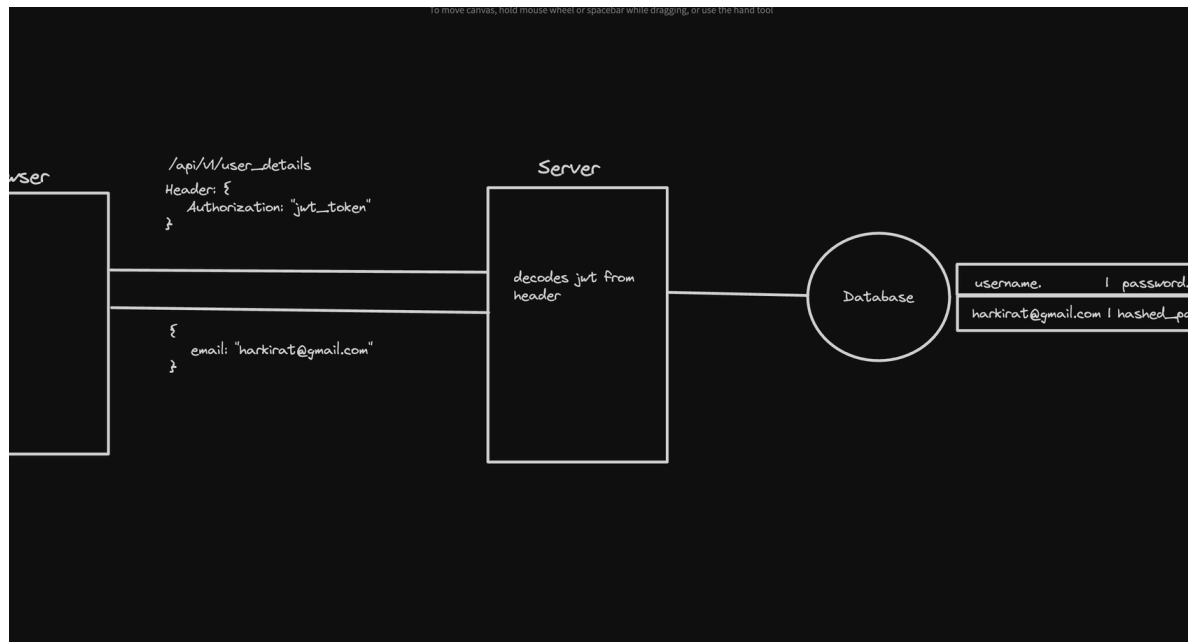 To move canvas, hold mouse wheel or spacebar while dragging, or use the hand tool
wser
/api/v1/user_details
Header: {
Authorization: "jwt_token"
}
{
email: "harkirat@gmail.com"
}
Server
decodes jwt from
header
Database
username. | password.
harkirat@gmail.com | hashed_pa